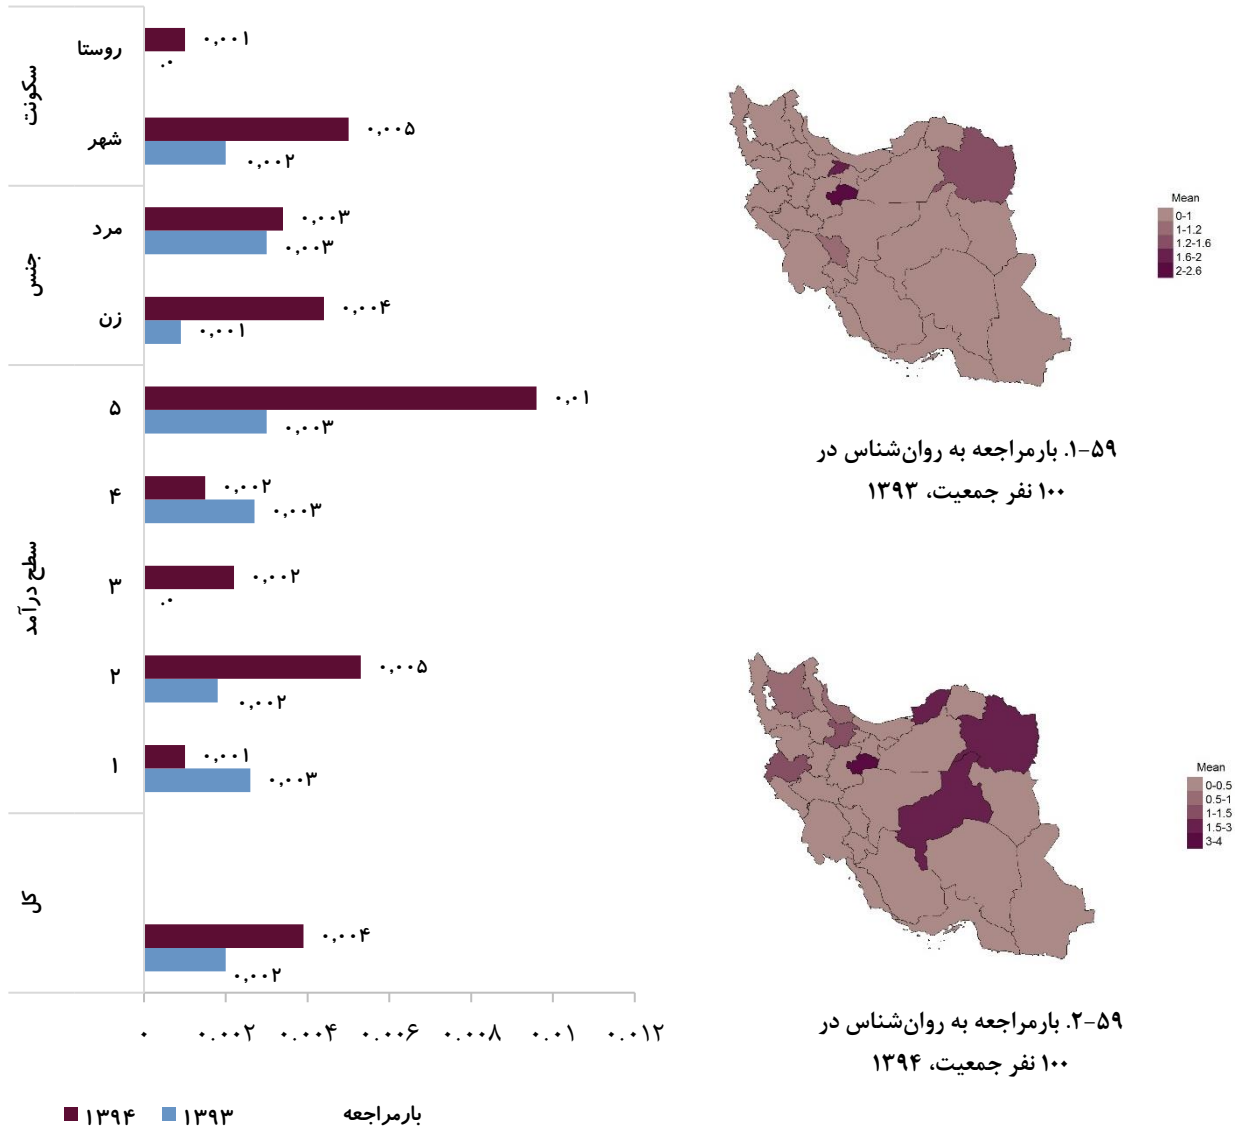 سکونت
روستا
۰,۰۰۱
۰.
شهر
۰,۰۰۵
۰,۰۰۲
جنس
مرد
۰,۰۰۳
۰,۰۰۳
زن
۰,۰۰۴
۰,۰۰۱
سطح درآمد
۵
۰,۰۱
۰,۰۰۳
۴
۰,۰۰۲
۰,۰۰۳
۳
۰,۰۰۲
۰.
۲
۰,۰۰۵
۰,۰۰۲
۱
۰,۰۰۱
۰,۰۰۳
کل
۰,۰۰۴
۰,۰۰۲
۰ ۰.۰۰۲ ۰.۰۰۴ ۰.۰۰۶ ۰.۰۰۸ ۰.۰۱ ۰.۰۱۲
بارمراجعه ۱۳۹۳ ۱۳۹۴
Mean
0-1
1-1.2
1.2-1.6
1.6-2
2-2.6
۱-۵۹. بارمراجعه به روان‌شناس در
۱۰۰ نفر جمعیت، ۱۳۹۳
Mean
0-0.5
0.5-1
1-1.5
1.5-3
3-4
۲-۵۹. بارمراجعه به روان‌شناس در
۱۰۰ نفر جمعیت، ۱۳۹۴